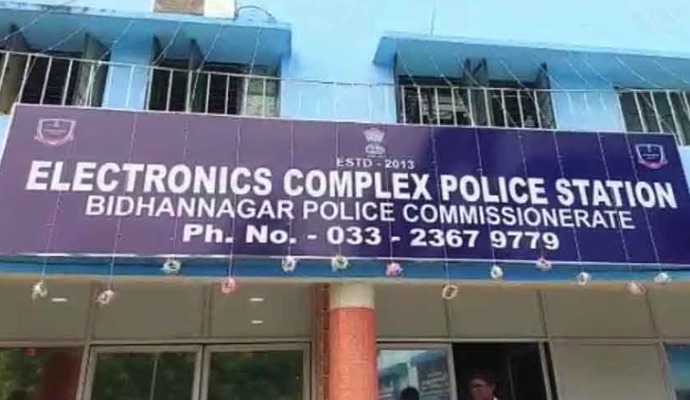 ESTD - 2013
ELECTRONICS COMPLEX POLICE STATION
BIDHANNAGAR POLICE COMMISSIONERATE
Ph. No. - 033 - 2367 9779